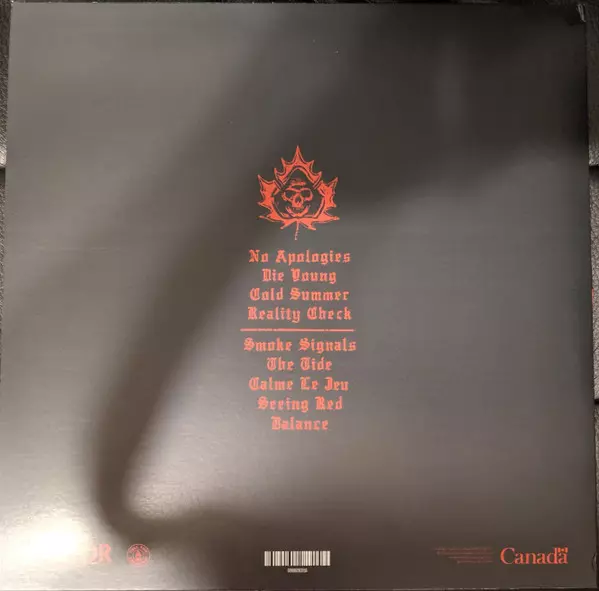 No Apologies
Die Young
Cold Summer
Reality Check
Smoke Signals
The Tide
Calme Le Jeu
Seeing Red
Balance
Canada